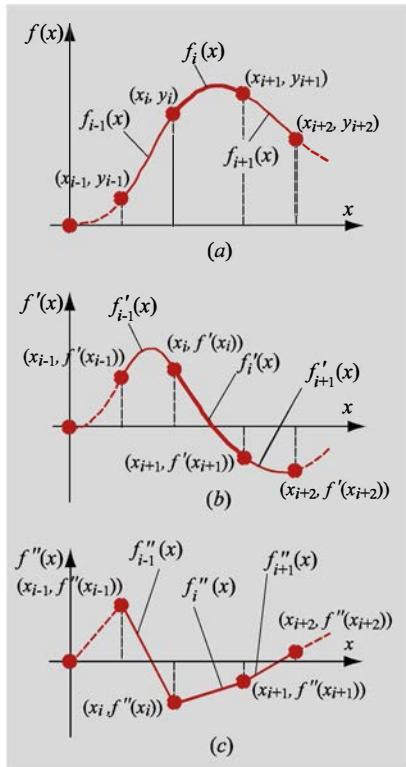 f(x)
f_i(x)
(x_i, y_i)
(x_{i+1}, y_{i+1})
f_{i-1}(x)
(x_{i+2}, y_{i+2})
f_{i+1}(x)
(x_{i-1}, y_{i-1})
x
(a)
f'(x)
f'_{i-1}(x)
(x_i, f'(x_i))
(x_{i-1}, f'(x_{i-1}))
f'_i(x)
f'_{i+1}(x)
x
(x_{i+1}, f'(x_{i+1}))
(x_{i+2}, f'(x_{i+2}))
(b)
f''(x)
f''_{i-1}(x)
f''_{i+1}(x)
(x_{i-1}, f''(x_{i-1}))
f''_i(x)
(x_{i+2}, f''(x_{i+2}))
x
(x_i, f''(x_i))
(x_{i+1}, f''(x_{i+1}))
(c)